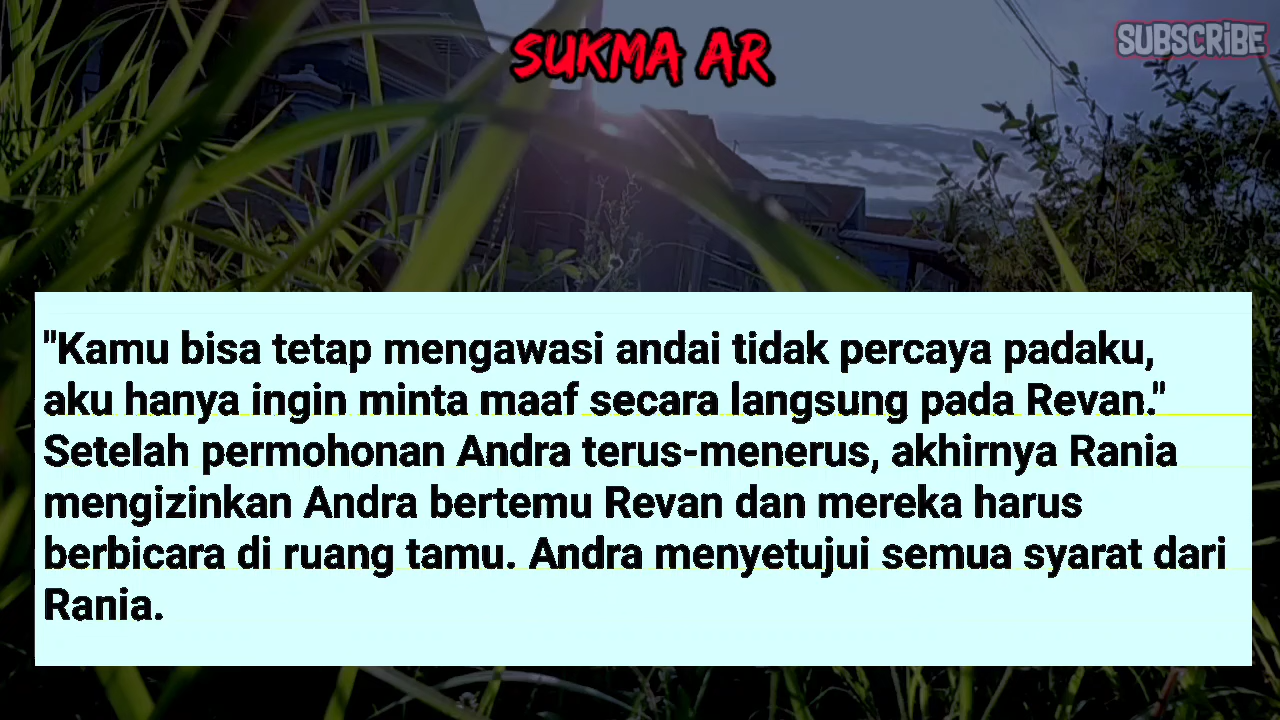 SUKMA AR
SUBSCRIBE
"Kamu bisa tetap mengawasi andai tidak percaya padaku,
aku hanya ingin minta maaf secara langsung pada Revan."
Setelah permohonan Andra terus-menerus, akhirnya Rania
mengizinkan Andra bertemu Revan dan mereka harus
berbicara di ruang tamu. Andra menyetujui semua syarat dari
Rania.